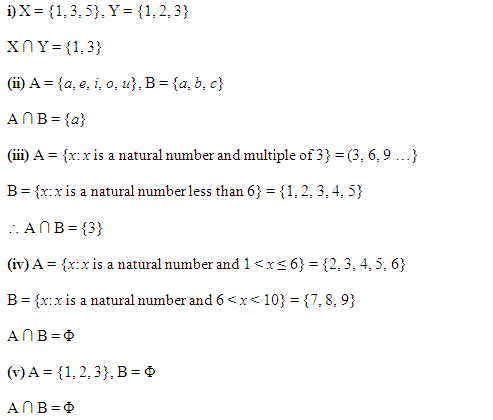 i) X = {1, 3, 5}, Y = {1, 2, 3}
X ∩ Y = {1, 3}
(ii) A = {a, e, i, o, u}, B = {a, b, c}
A ∩ B = {a}
(iii) A = {x: x is a natural number and multiple of 3} = (3, 6, 9 …}
B = {x: x is a natural number less than 6} = {1, 2, 3, 4, 5}
∴ A ∩ B = {3}
(iv) A = {x: x is a natural number and 1 < x ≤ 6} = {2, 3, 4, 5, 6}
B = {x: x is a natural number and 6 < x < 10} = {7, 8, 9}
A ∩ B = Φ
(v) A = {1, 2, 3}, B = Φ
A ∩ B = Φ